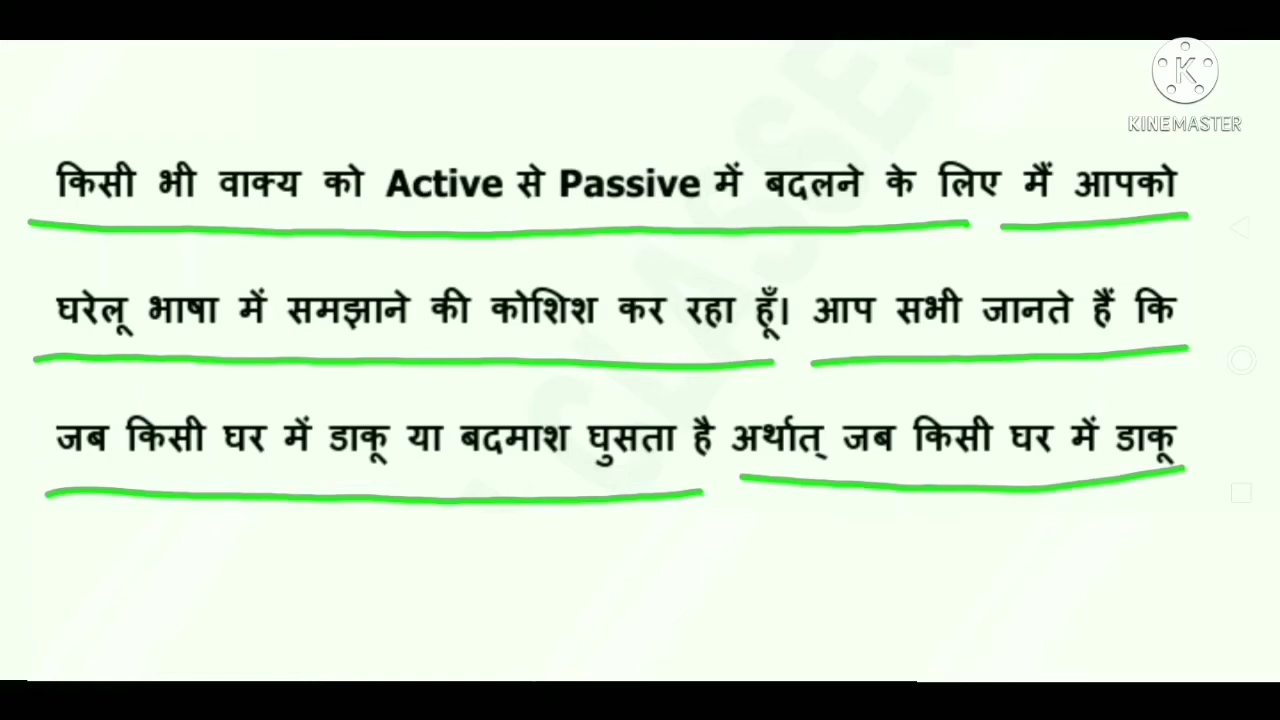 KINEMASTER
किसी भी वाक्य को Active से Passive में बदलने के लिए मैं आपको
घरेलू भाषा में समझाने की कोशिश कर रहा हूँ। आप सभी जानते हैं कि
जब किसी घर में डाकू या बदमाश घुसता है अर्थात् जब किसी घर में डाकू